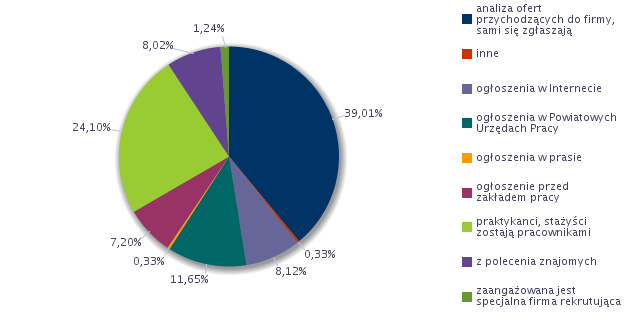 1,24%
8,02%
39,01%
24,10%
7,20%
0,33%
11,65%
8,12%
0,33%
analiza ofert
przychodzących do firmy,
sami się zgłaszają
inne
ogłoszenia w Internecie
ogłoszenia w Powiatowych
Urzędach Pracy
ogłoszenia w prasie
ogłoszenie przed
zakładem pracy
praktykanci, stażyści
zostają pracownikami
z polecenia znajomych
zaangażowana jest
specjalna firma rekrutująca